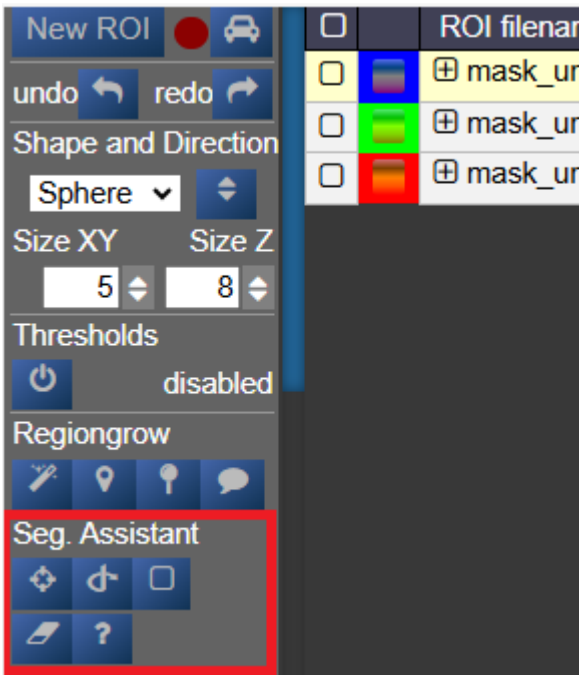 New ROI
undo redo
Shape and Direction
Sphere
Size XY Size Z
5 8
Thresholds
disabled
Regiongrow
Seg. Assistant
?
ROI filenar
mask_ur
mask_ur
mask_ur